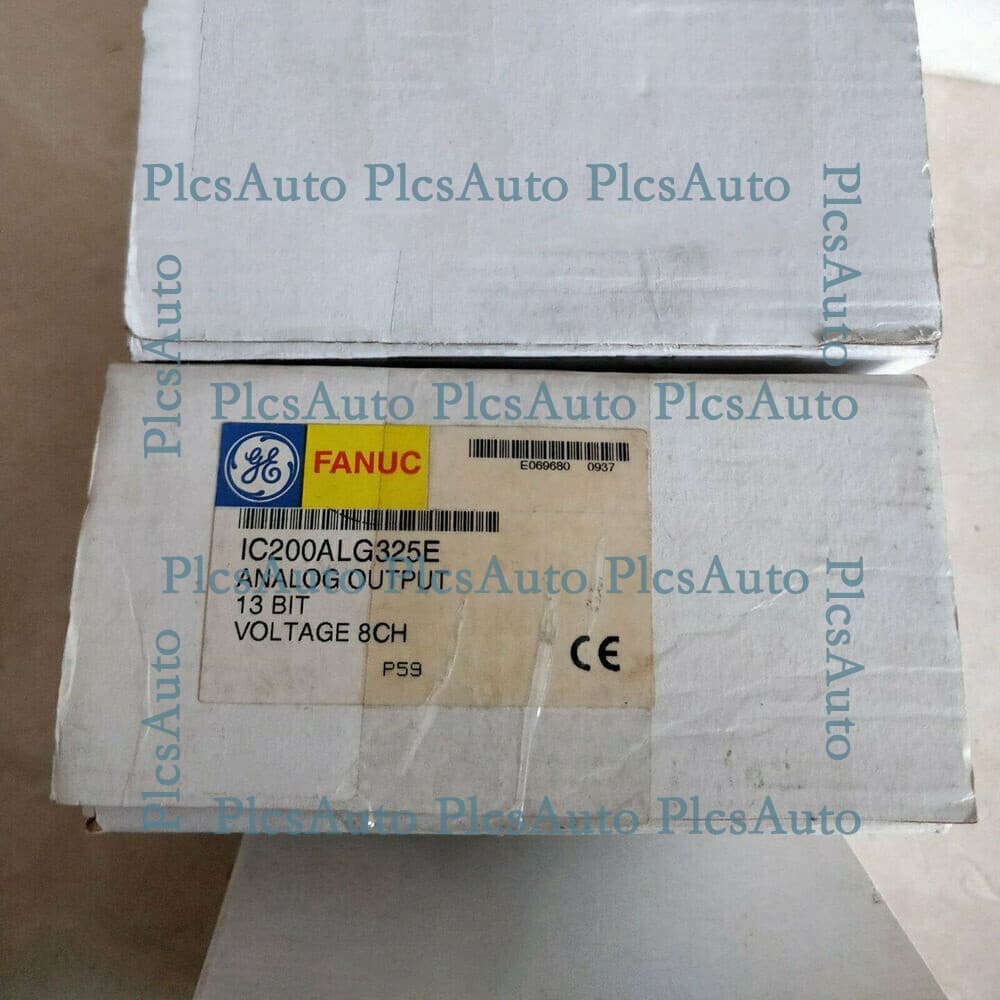 PlcsAuto PlcsAuto PlcsAuto
PlcsAuto
PlcsAuto
PlcsAuto PlcsAuto PlcsAuto
GE FANUC
E069680 0937
IC200ALG325E
PlcsAuto PlcsAuto PlcsAuto
ANALOG OUTPUT
13 BIT
VOLTAGE 8CH
CE
P59
PlcsAuto
PlcsAuto
PlcsAuto PlcsAuto PlcsAuto